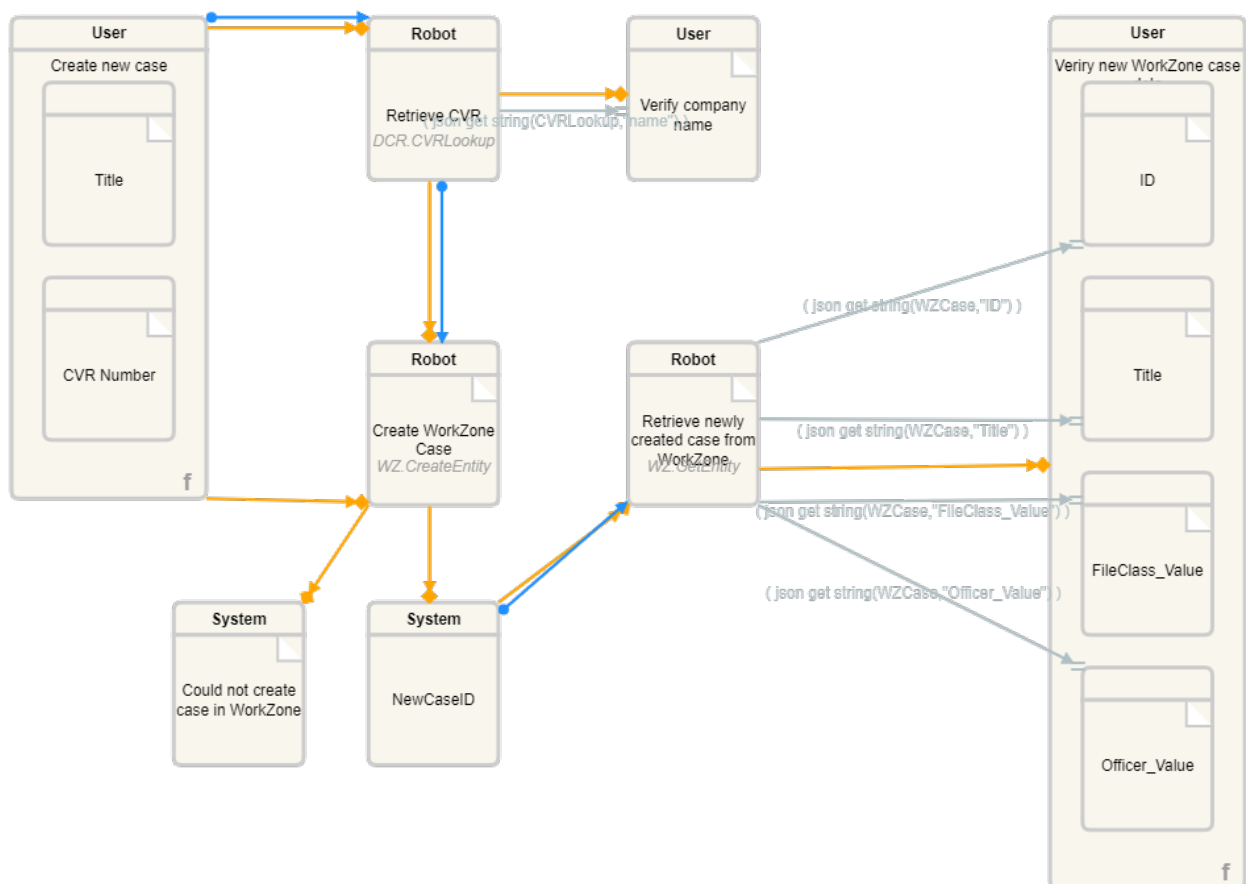 User
Create new case
Title
CVR Number
f
Robot
Retrieve CVR
DCR.CVRLookup
( json get string(CVRLookup,"name") )
User
Verify company
name
Robot
Create WorkZone
Case
WZ.CreateEntity
Robot
Retrieve newly
created case from
WorkZone
WZ.GetEntity
System
Could not create
case in WorkZone
System
NewCaseID
( json get string(WZCase,"ID") )
( json get string(WZCase,"Title") )
( json get string(WZCase,"FileClass_Value") )
( json get string(WZCase,"Officer_Value") )
User
Veriry new WorkZone case
ID
Title
FileClass_Value
Officer_Value
f